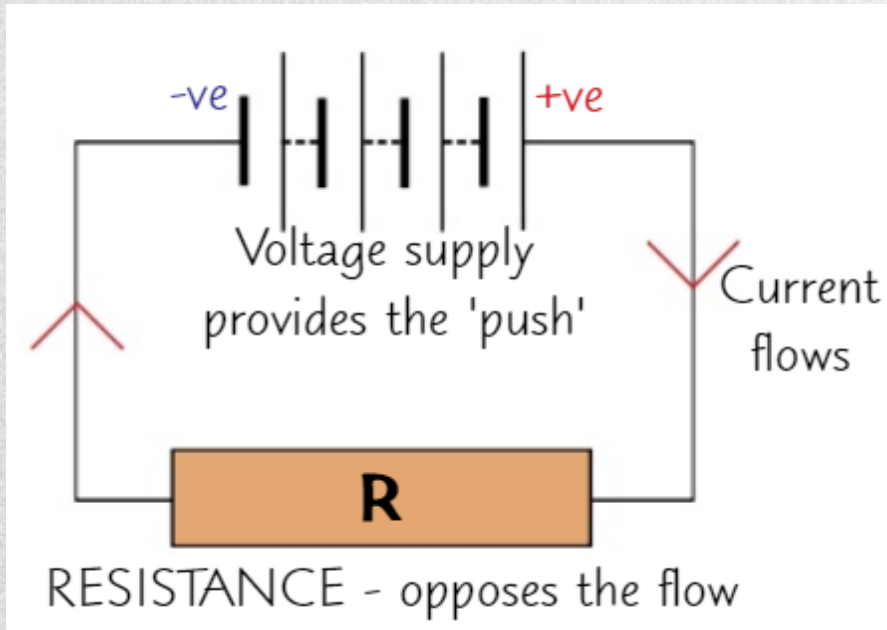 -ve
+ve
Voltage supply
provides the 'push'
Current
flows
R
RESISTANCE - opposes the flow